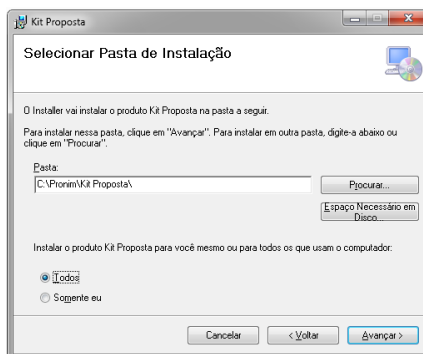 Kit Proposta
Selecionar Pasta de Instalação
O Installer vai instalar o produto Kit Proposta na pasta a seguir.
Para instalar nessa pasta, clique em "Avançar". Para instalar em outra pasta, digite-a abaixo ou
clique em "Procurar".
Pasta:
C:\Pronim\Kit Proposta\
Procurar...
Espaço Necessário em
Disco...
Instalar o produto Kit Proposta para você mesmo ou para todos os que usam o computador:
Todos
Somente eu
Cancelar
< Voltar
Avançar >